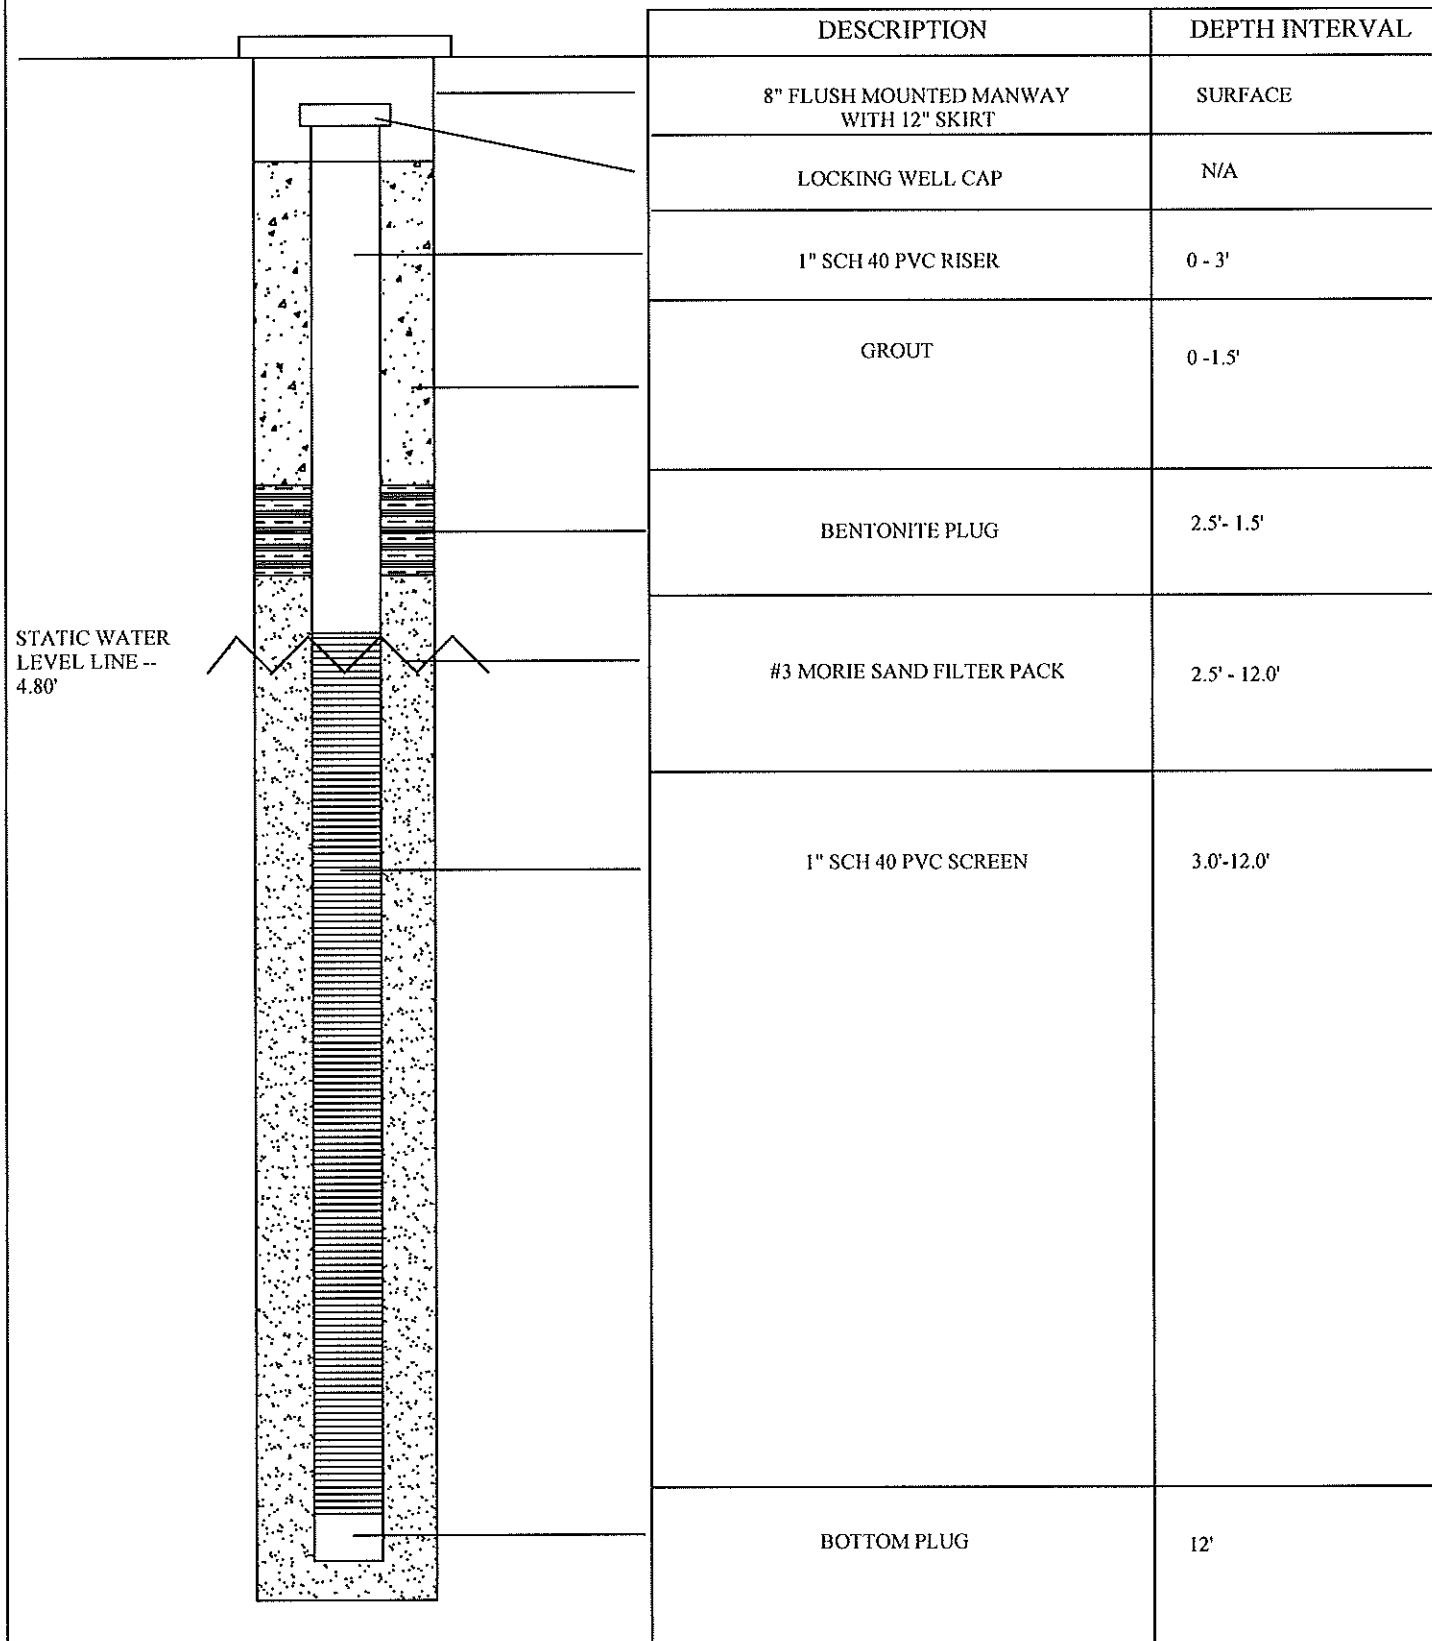 DESCRIPTION DEPTH INTERVAL
8" FLUSH MOUNTED MANWAY SURFACE
WITH 12" SKIRT
LOCKING WELL CAP N/A
1" SCH 40 PVC RISER 0 - 3'
GROUT 0 -1.5'
BENTONITE PLUG 2.5'- 1.5'
STATIC WATER
LEVEL LINE --
4.80'
#3 MORIE SAND FILTER PACK 2.5' - 12.0'
1" SCH 40 PVC SCREEN 3.0'-12.0'
BOTTOM PLUG 12'